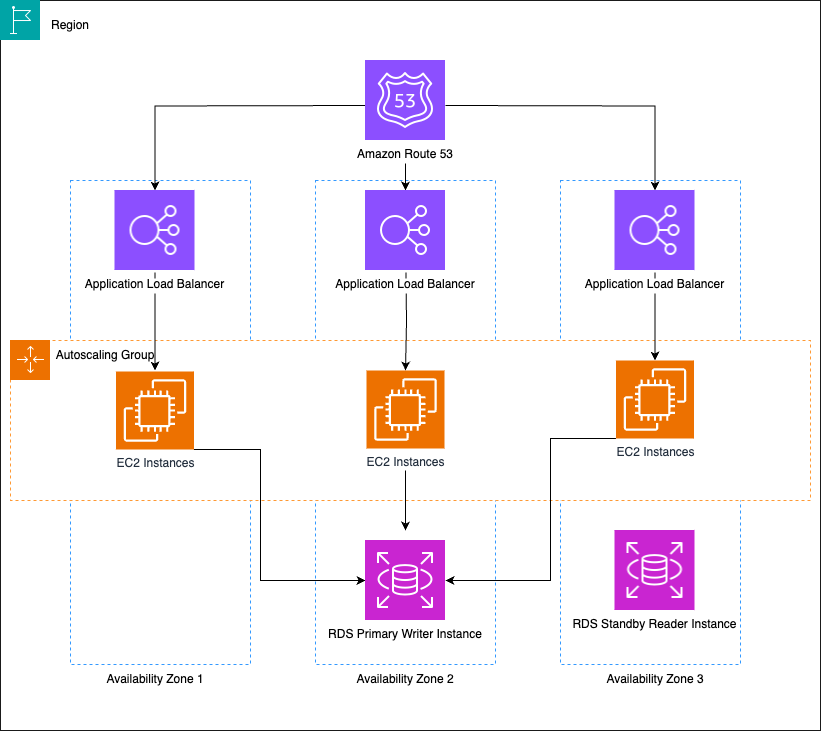 Region
53
Amazon Route 53
Application Load Balancer
Application Load Balancer
Application Load Balancer
Autoscaling Group
EC2 Instances
EC2 Instances
EC2 Instances
RDS Primary Writer Instance
RDS Standby Reader Instance
Availability Zone 1
Availability Zone 2
Availability Zone 3